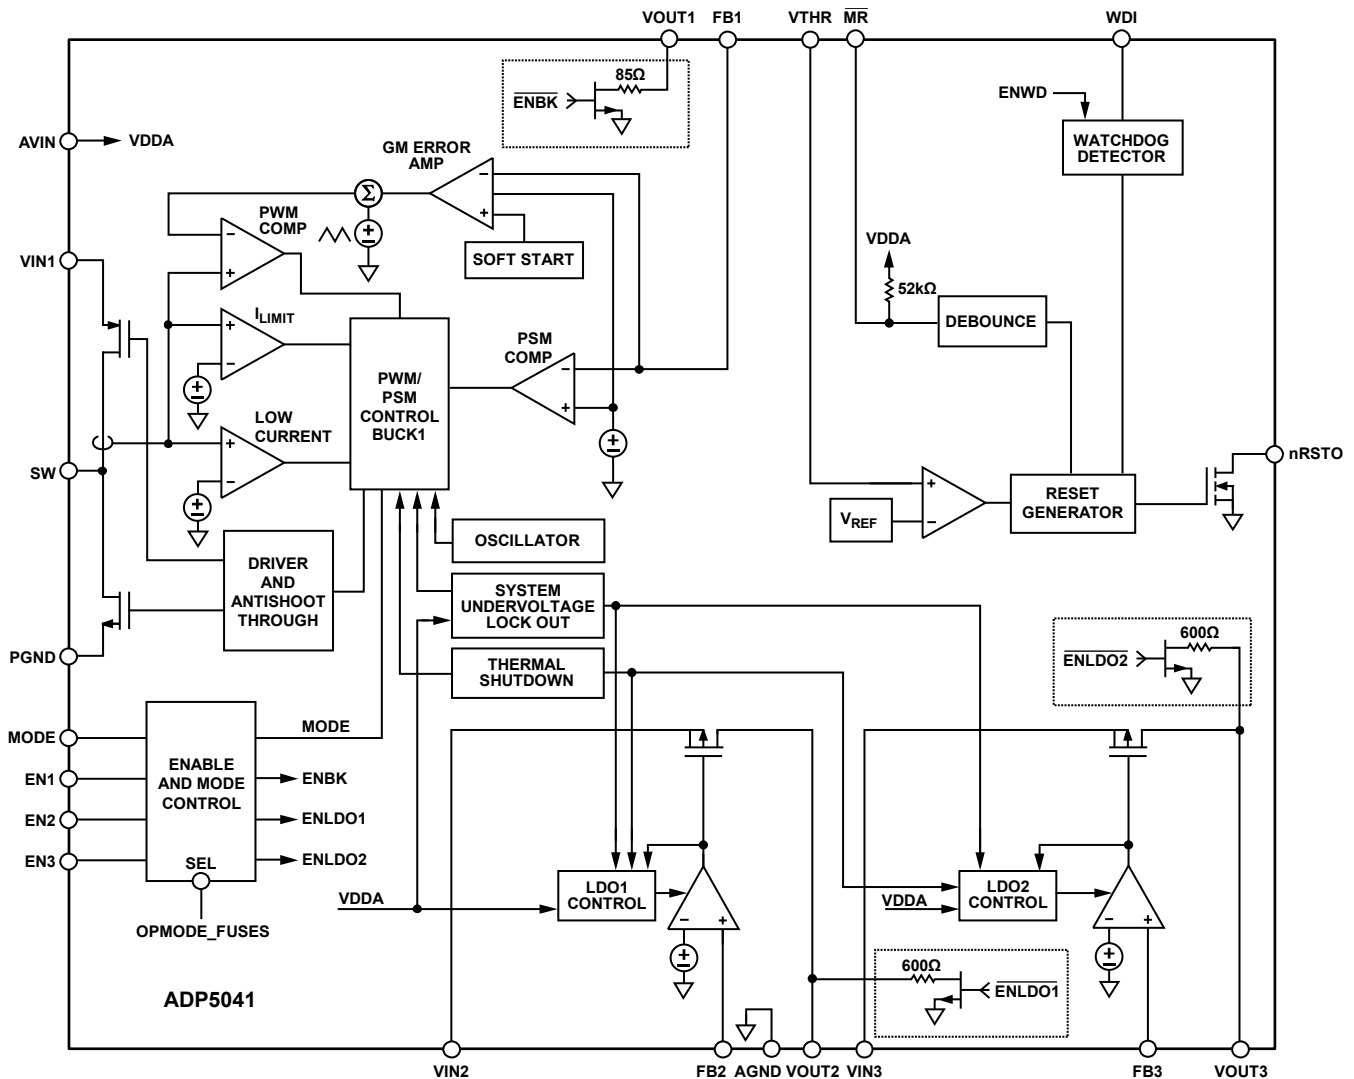 VOUT1 FB1 VTHR MR WDI
85Ω
ENBK
ENWD
WATCHDOG
DETECTOR
AVIN
VDDA
GM ERROR
AMP
−
+
Σ
PWM
COMP
−
+
±
SOFT START
VDDA
52kΩ
DEBOUNCE
VIN1
ILIMIT
+
−
±
PWM/
PSM
CONTROL
BUCK1
PSM
COMP
−
+
±
LOW
CURRENT
+
−
±
SW
nRSTO
VREF
+
−
RESET
GENERATOR
OSCILLATOR
DRIVER
AND
ANTISHOOT
THROUGH
SYSTEM
UNDERVOLTAGE
LOCK OUT
THERMAL
SHUTDOWN
PGND
600Ω
ENLDO2
MODE
EN1
EN2
EN3
ENABLE
AND MODE
CONTROL
SEL
MODE
ENBK
ENLDO1
ENLDO2
OPMODE_FUSES
VDDA
LDO1
CONTROL
−
+
±
VDDA
LDO2
CONTROL
−
+
±
600Ω
ENLDO1
ADP5041
VIN2 FB2 AGND VOUT2 VIN3 FB3 VOUT3